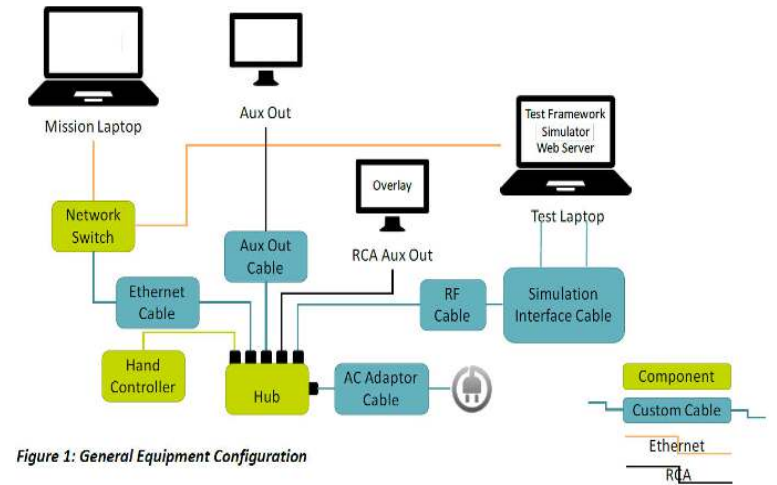 Mission Laptop
Aux Out
Test Framework
Simulator
Web Server
Test Laptop
Overlay
RCA Aux Out
Network
Switch
Aux Out
Cable
Ethernet
Cable
RF
Cable
Simulation
Interface Cable
Hand
Controller
Hub
AC Adaptor
Cable
Component
Custom Cable
Ethernet
RCA
Figure 1: General Equipment Configuration